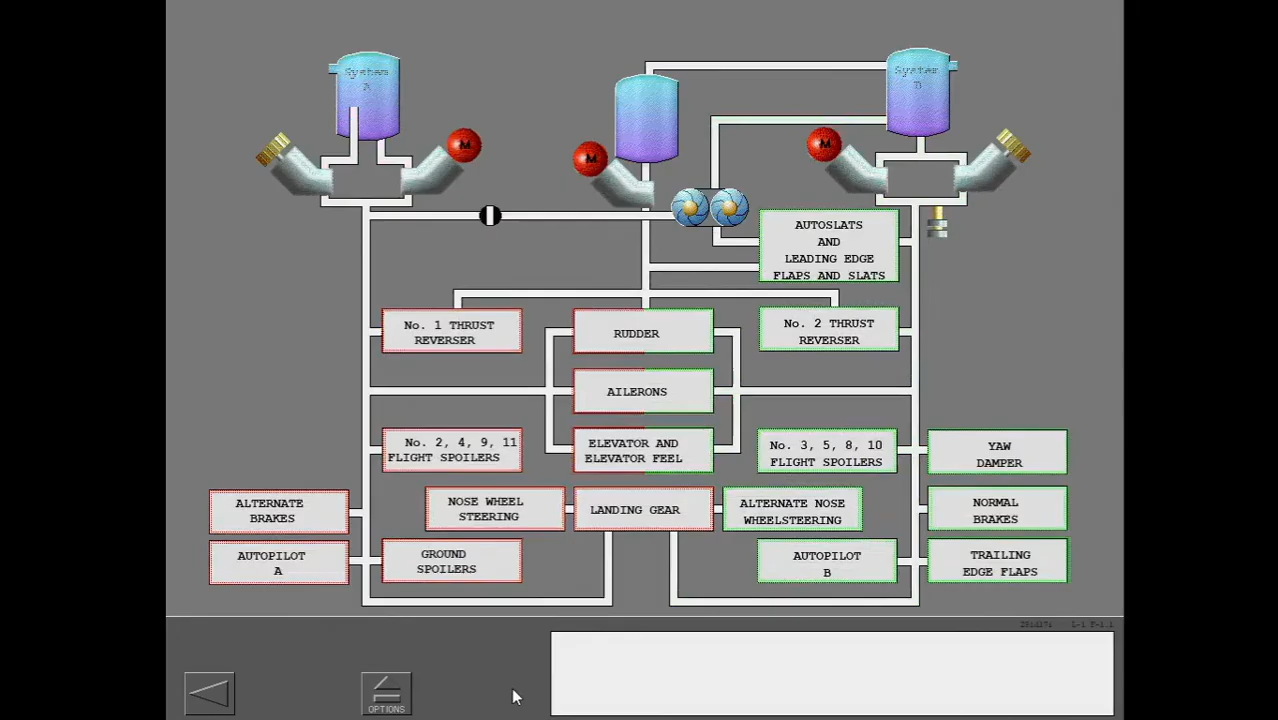 System
A
System
B
M
M
M
AUTOSLATS
AND
LEADING EDGE
FLAPS AND SLATS
No. 1 THRUST
REVERSER
RUDDER
No. 2 THRUST
REVERSER
AILERONS
No. 2, 4, 9, 11
FLIGHT SPOILERS
ELEVATOR AND
ELEVATOR FEEL
No. 3, 5, 8, 10
FLIGHT SPOILERS
YAW
DAMPER
ALTERNATE
BRAKES
NOSE WHEEL
STEERING
LANDING GEAR
ALTERNATE NOSE
WHEELSTEERING
NORMAL
BRAKES
AUTOPILOT
A
GROUND
SPOILERS
AUTOPILOT
B
TRAILING
EDGE FLAPS
OPTIONS